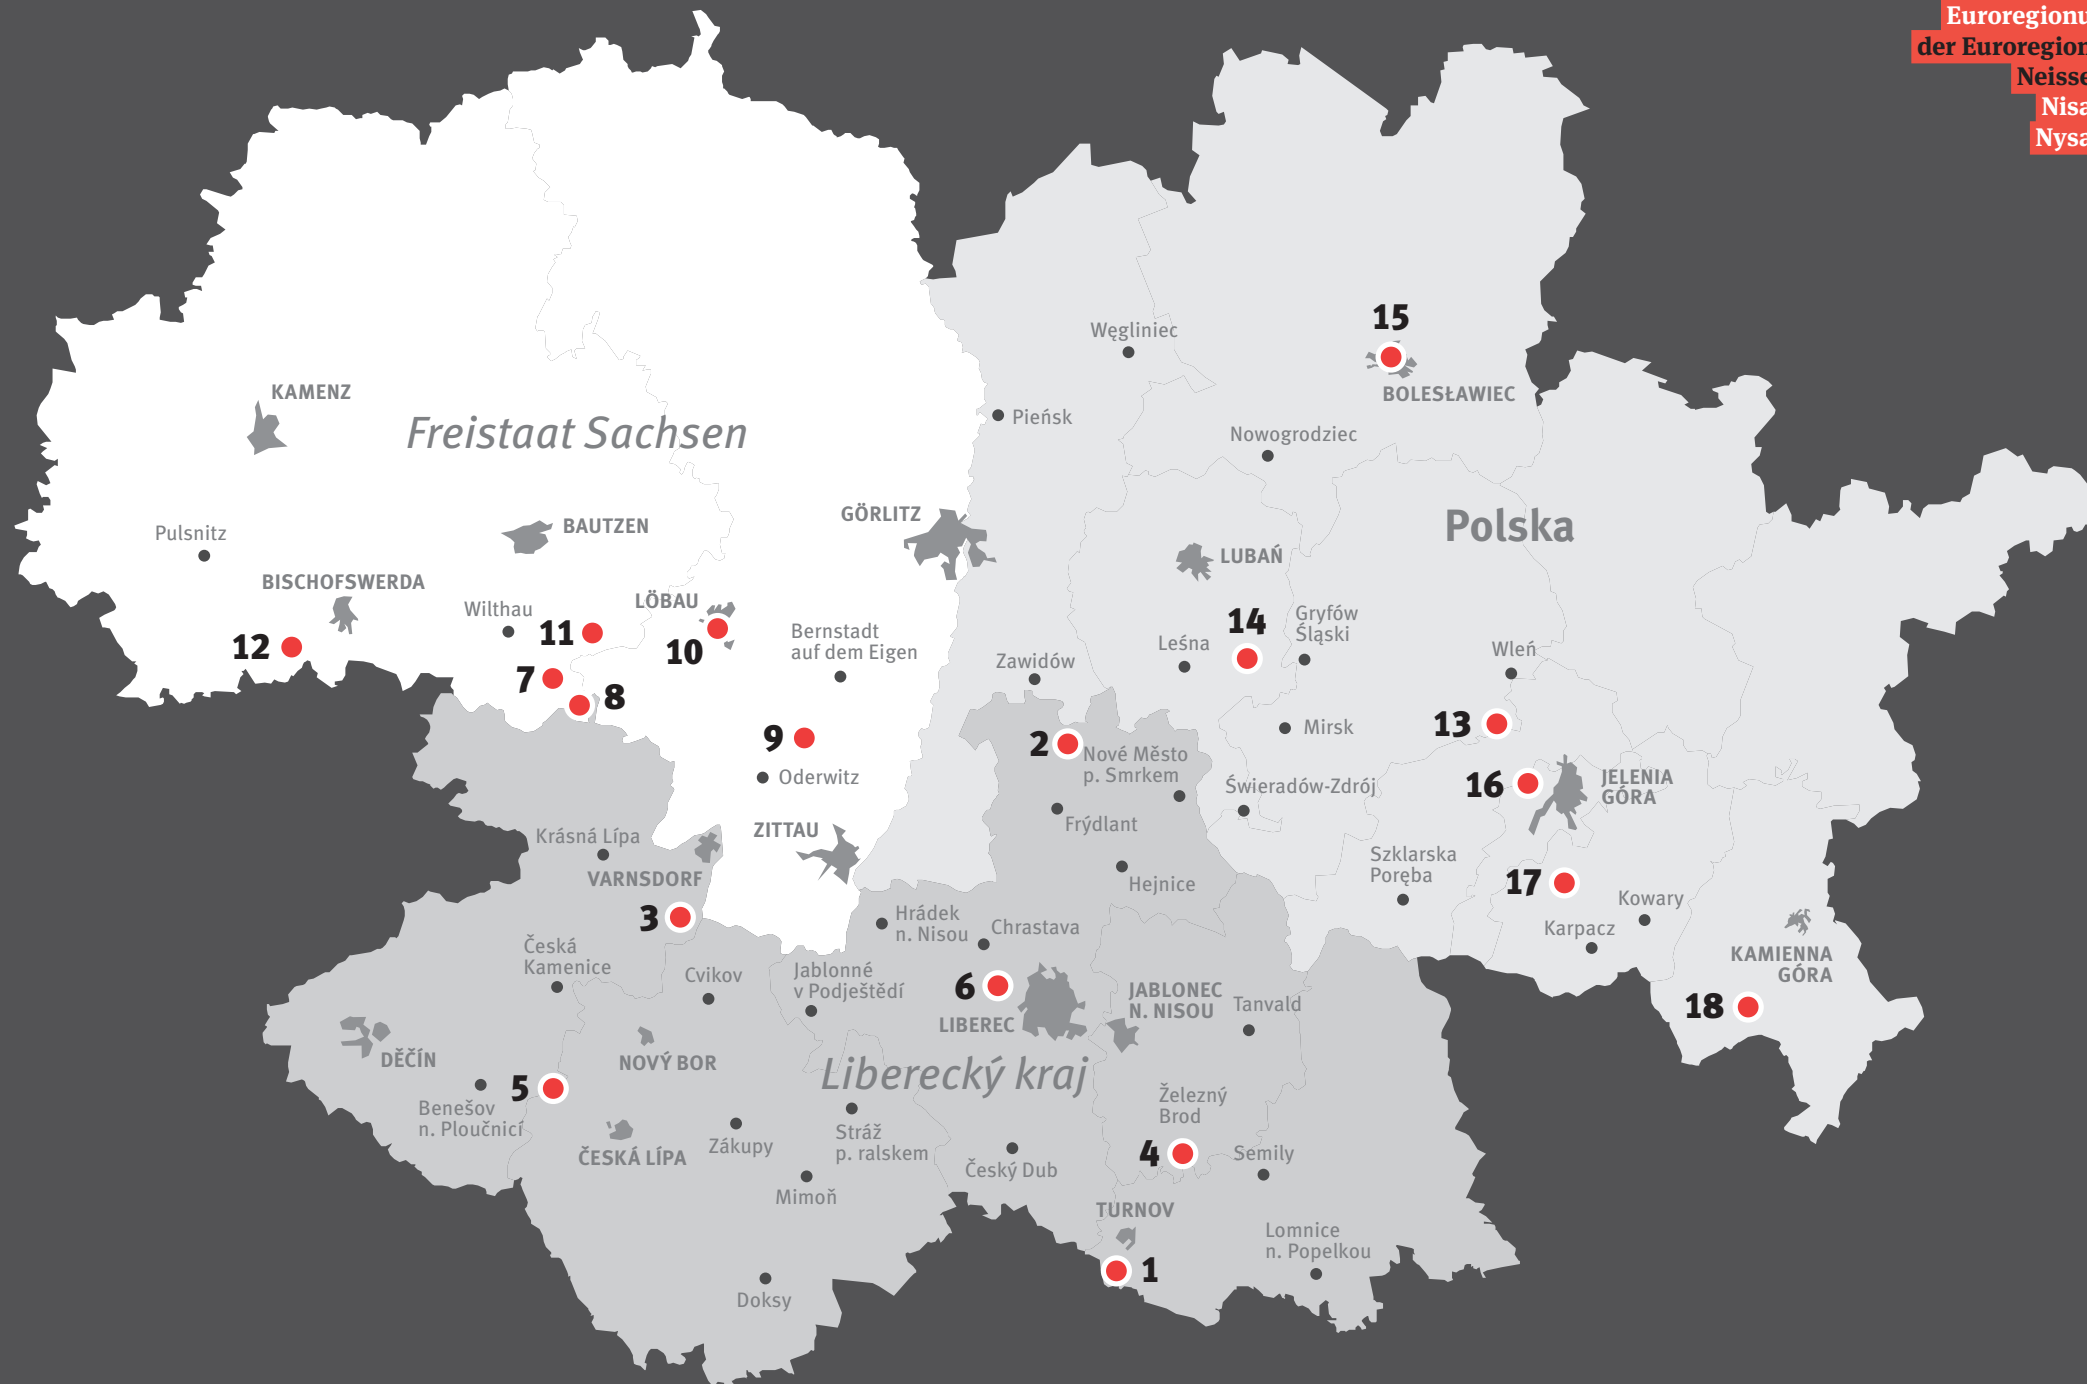 Euroregionu
der Euroregion
Neisse
Nisa
Nysa
15
Węgliniec
BOLESŁAWIEC
KAMENZ
Freistaat Sachsen
Pieńsk
Nowogrodziec
GÖRLITZ
BAUTZEN
Polska
Pulsnitz
LUBAŃ
BISCHOFSWERDA
LÖBAU
Wilthau
11
12
10
Bernstadt
auf dem Eigen
14
Gryfów
Śląski
Leśna
Zawidów
Wleń
7
8
9
2
Nové Město
p. Smrkem
Mirsk
13
Oderwitz
Świeradów-Zdrój
16
JELENIA
GÓRA
Krásná Lípa
ZITTAU
Frýdlant
VARNSDORF
Hejnice
Szklarska
Poręba
17
Kowary
3
Hrádek
n. Nisou
Chrastava
Karpacz
Česká
Kamenice
Cvikov
Jablonné
v Podještědí
6
LIBEREC
JABLONEC
N. NISOU
Tanvald
KAMIENNA
GÓRA
18
DĚČÍN
NOVÝ BOR
Liberecký kraj
5
Benešov
n. Ploučnicí
Železný
Brod
ČESKÁ LÍPA
Zákupy
Stráž
p. ralskem
Český Dub
4
Semily
Mimoň
TURNOV
Lomnice
n. Popelkou
1
Doksy